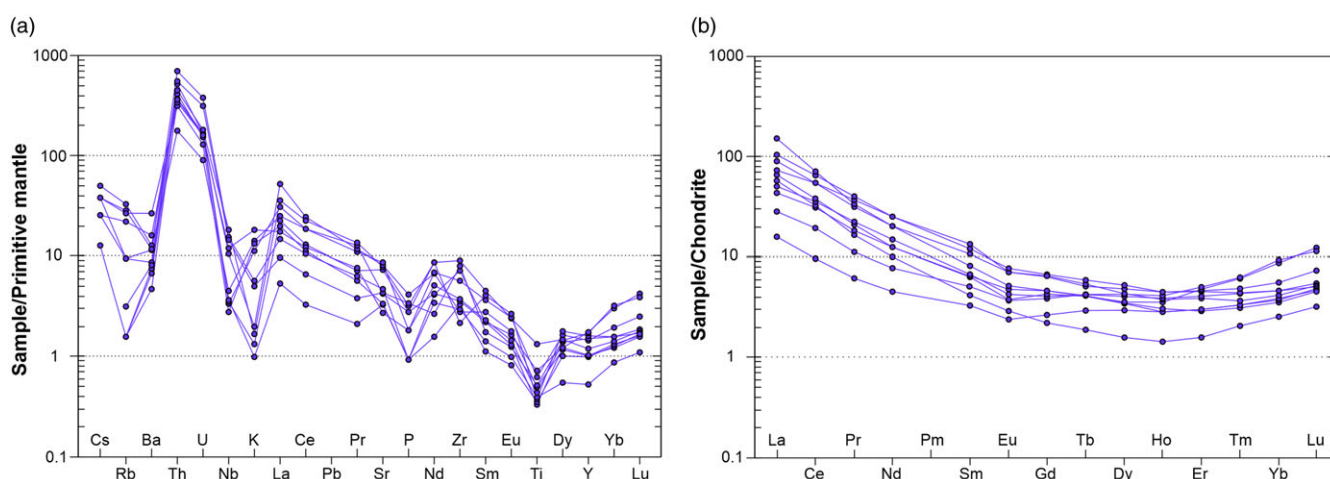 (a)
1000
100
10
1
0.1
Sample/Primitive mantle
Cs Ba Th U Nb K La Ce Pb Pr Sr P Nd Zr Sm Eu Ti Dy Y Yb Lu
Rb
(b)
1000
100
10
1
0.1
Sample/Chondrite
La Pr Pm Eu Tb Ho Tm Lu
Ce Nd Sm Gd Dy Er Yb